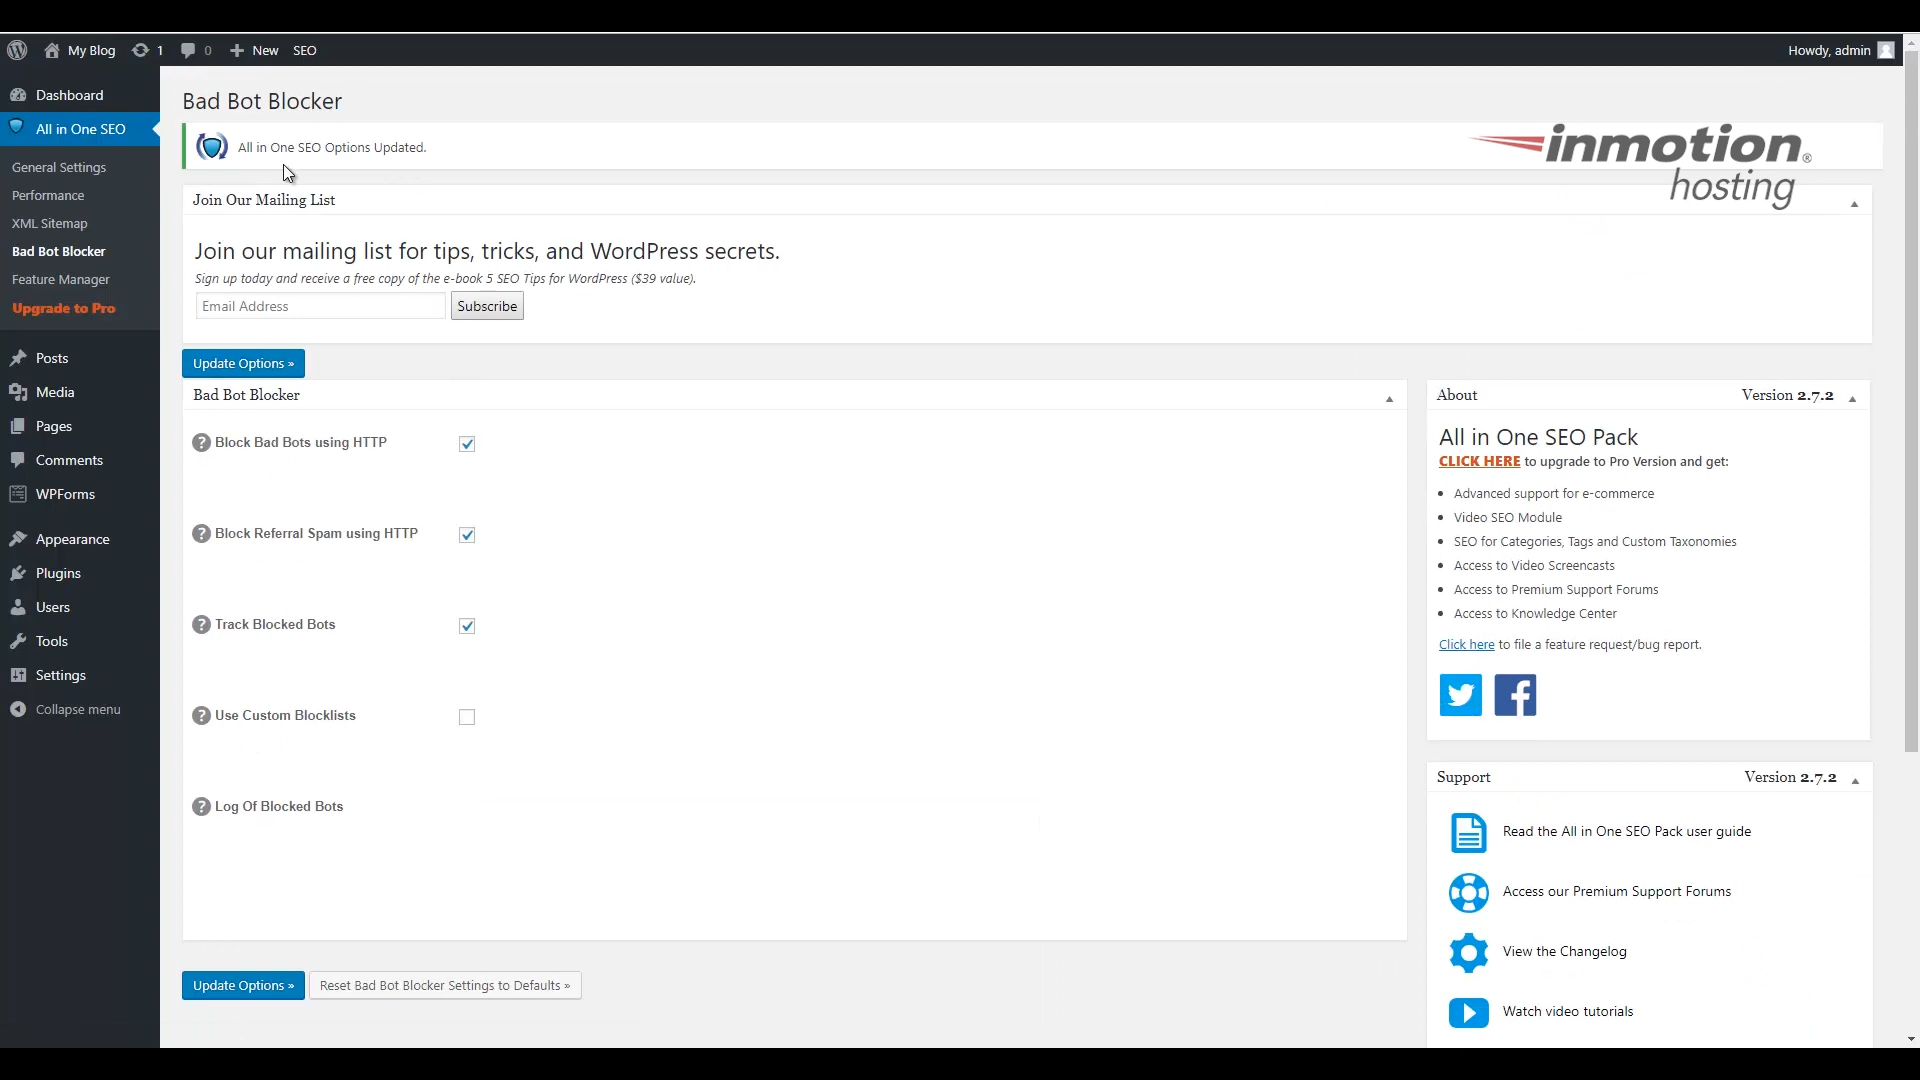 My Blog 1 0 New SEO Howdy, admin
Dashboard
All in One SEO
General Settings
Performance
XML Sitemap
Bad Bot Blocker
Feature Manager
Upgrade to Pro
Posts
Media
Pages
Comments
WPForms
Appearance
Plugins
Users
Tools
Settings
Collapse menu
Bad Bot Blocker
All in One SEO Options Updated.
inmotion®
hosting
Join Our Mailing List
Join our mailing list for tips, tricks, and WordPress secrets.
Sign up today and receive a free copy of the e-book 5 SEO Tips for WordPress ($39 value).
Email Address Subscribe
Update Options »
Bad Bot Blocker
? Block Bad Bots using HTTP
? Block Referral Spam using HTTP
? Track Blocked Bots
? Use Custom Blocklists
? Log Of Blocked Bots
Update Options » Reset Bad Bot Blocker Settings to Defaults »
About Version 2.7.2
All in One SEO Pack
CLICK HERE to upgrade to Pro Version and get:
• Advanced support for e-commerce
• Video SEO Module
• SEO for Categories, Tags and Custom Taxonomies
• Access to Video Screencasts
• Access to Premium Support Forums
• Access to Knowledge Center
Click here to file a feature request/bug report.
Support Version 2.7.2
Read the All in One SEO Pack user guide
Access our Premium Support Forums
View the Changelog
Watch video tutorials